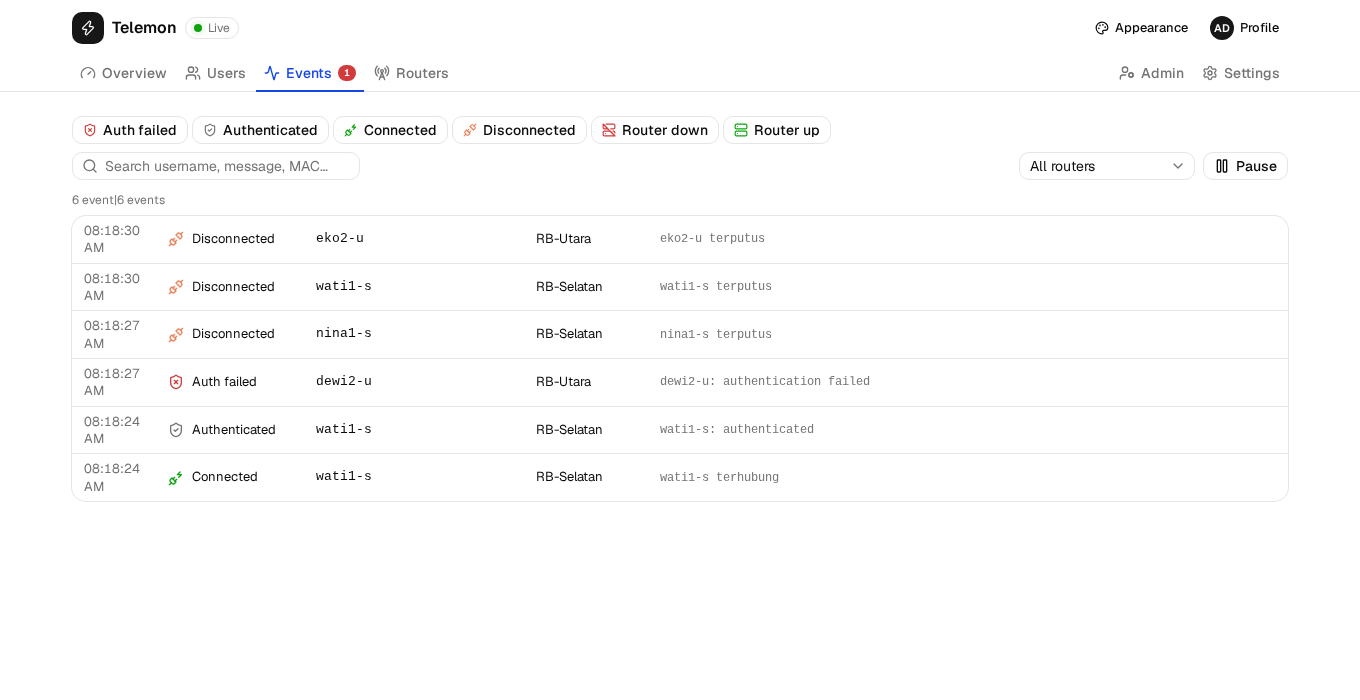 Telemon Live Appearance AD Profile
Overview Users Events 1 Routers Admin Settings
Auth failed Authenticated Connected Disconnected Router down Router up
Search username, message, MAC... All routers Pause
6 event|6 events
08:18:30 AM Disconnected eko2-u RB-Utara eko2-u terputus
08:18:30 AM Disconnected wati1-s RB-Selatan wati1-s terputus
08:18:27 AM Disconnected nina1-s RB-Selatan nina1-s terputus
08:18:27 AM Auth failed dewi2-u RB-Utara dewi2-u: authentication failed
08:18:24 AM Authenticated wati1-s RB-Selatan wati1-s: authenticated
08:18:24 AM Connected wati1-s RB-Selatan wati1-s terhubung